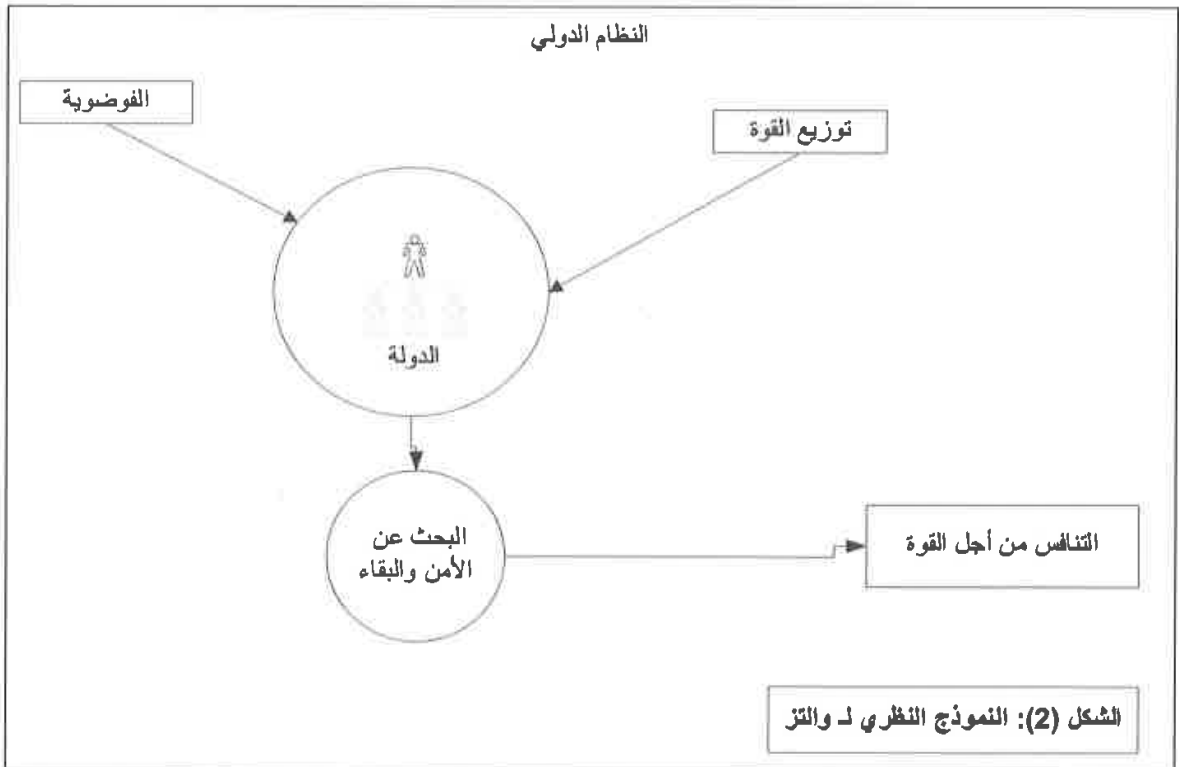 النظام الدولي
الفوضوية
توزيع القوة
الدولة
البحث عن
الأمن والبقاء
التنافس من أجل القوة
الشكل (2): النموذج النظري لـ والتز